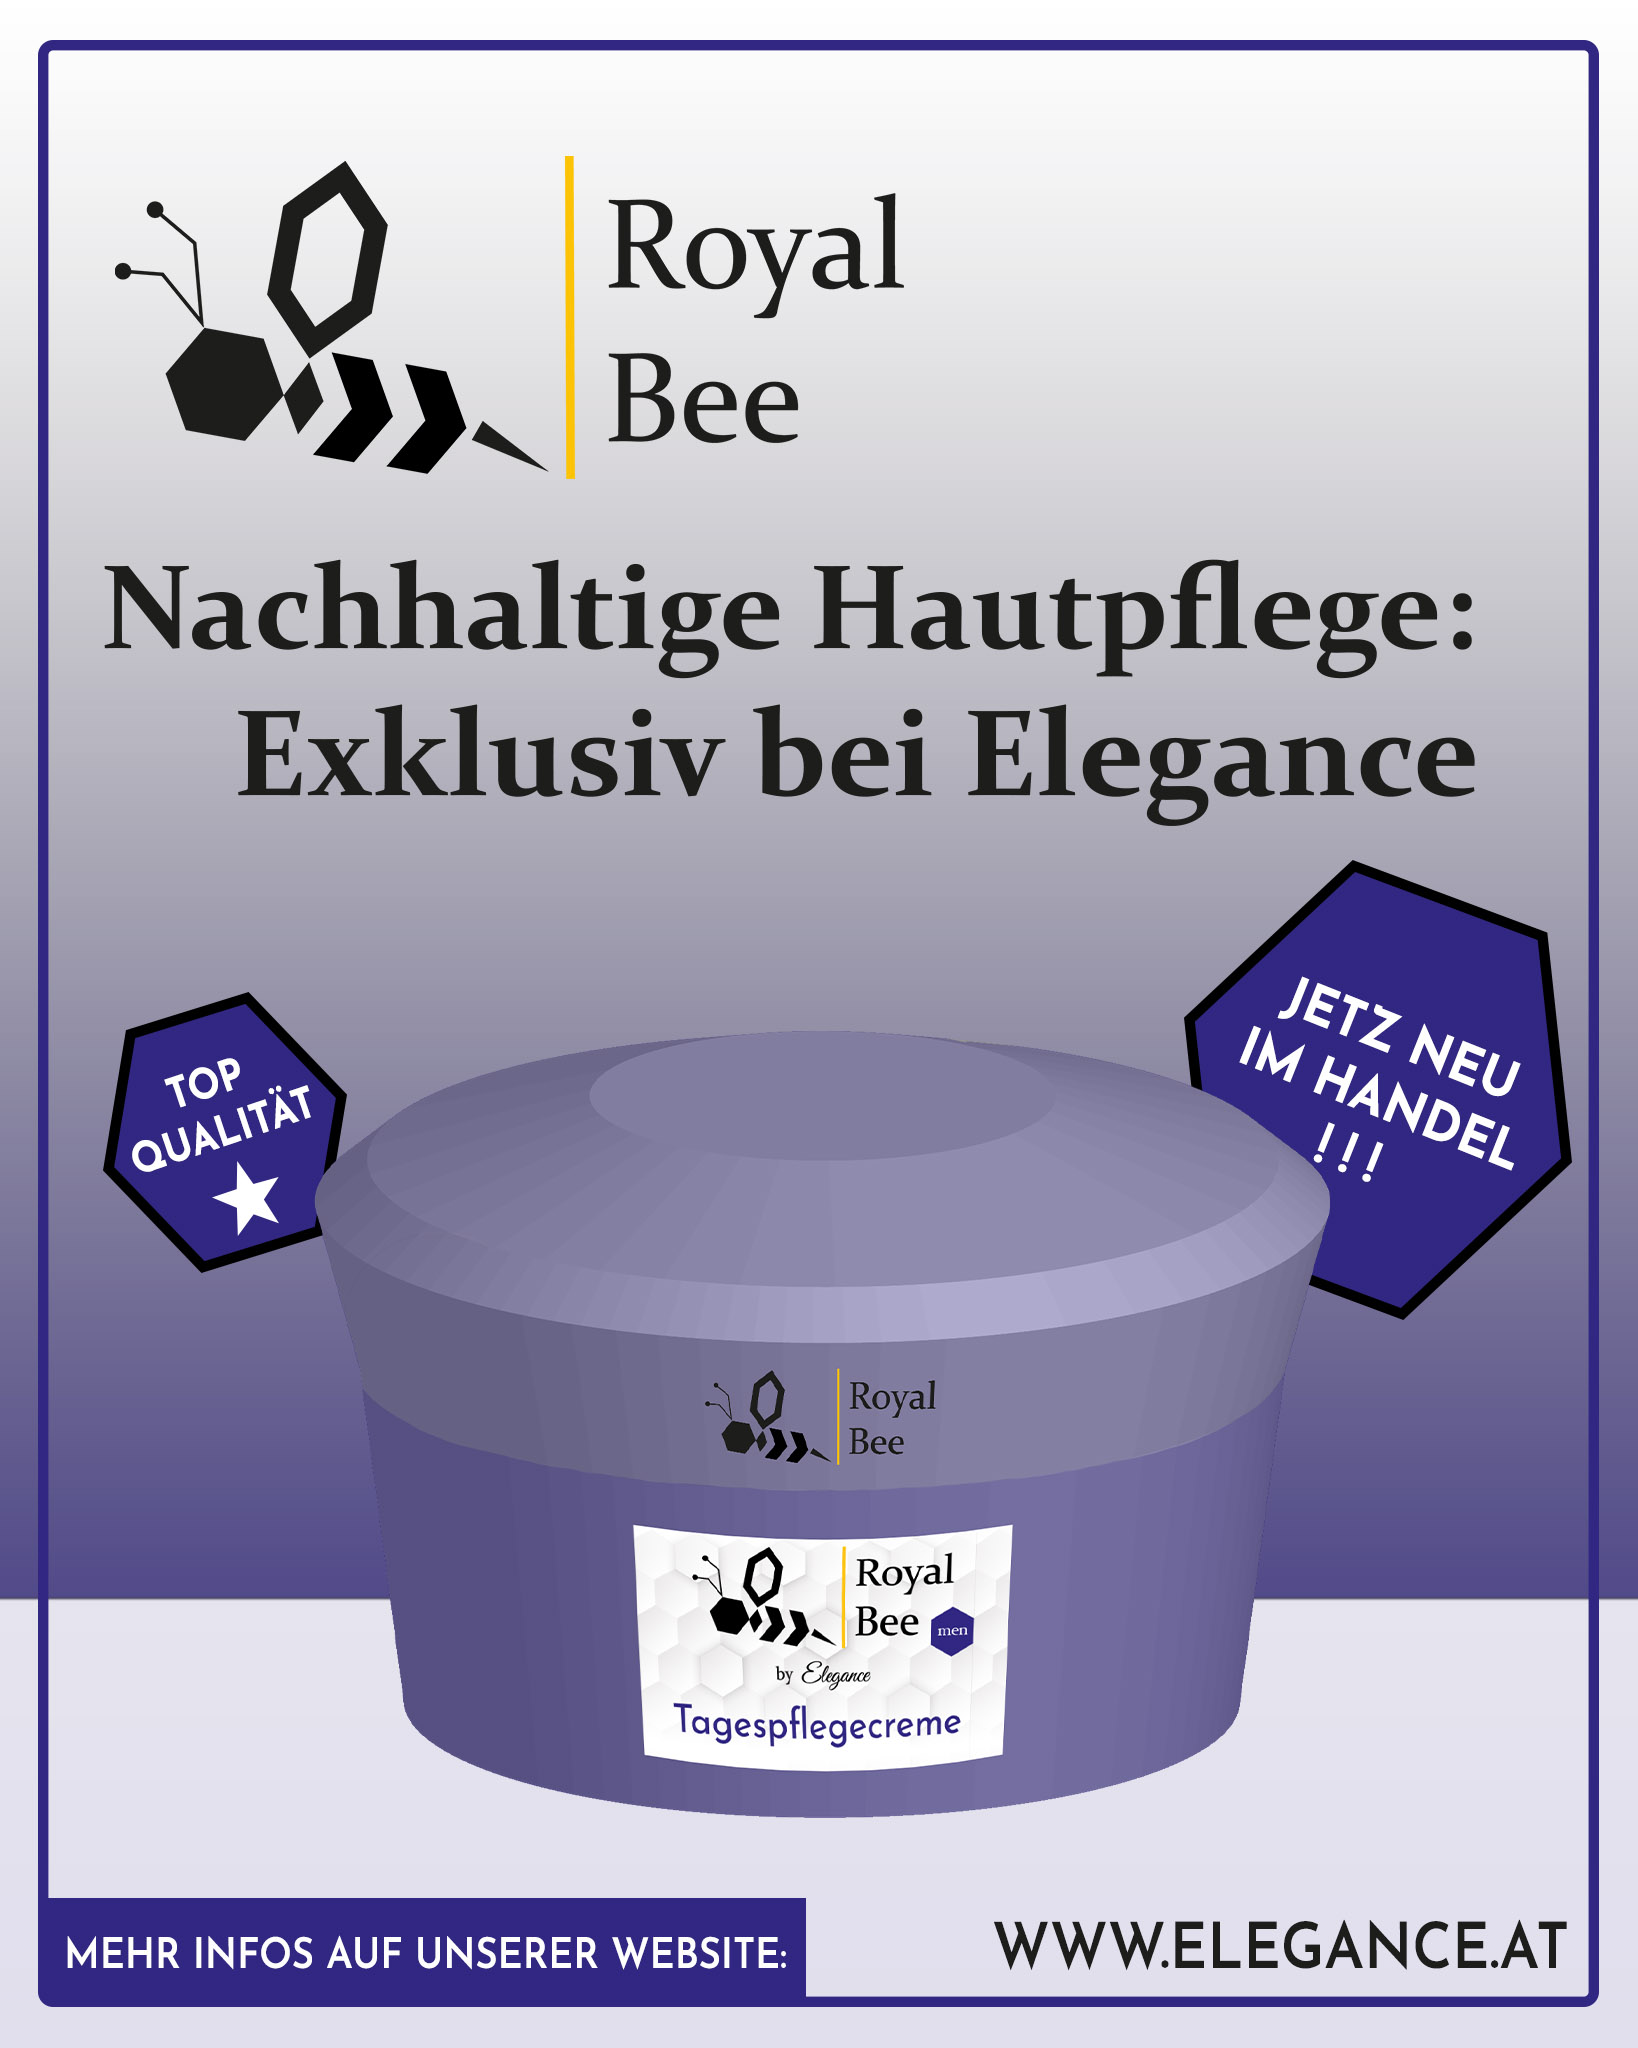 Royal
Bee
Nachhaltige Hautpflege:
Exklusiv bei Elegance
TOP
QUALITÄT
JETZ NEU
IM HANDEL
!!!
Royal
Bee
Royal
Bee men
by Elegance
Tagespflegecreme
MEHR INFOS AUF UNSERER WEBSITE:
WWW.ELEGANCE.AT